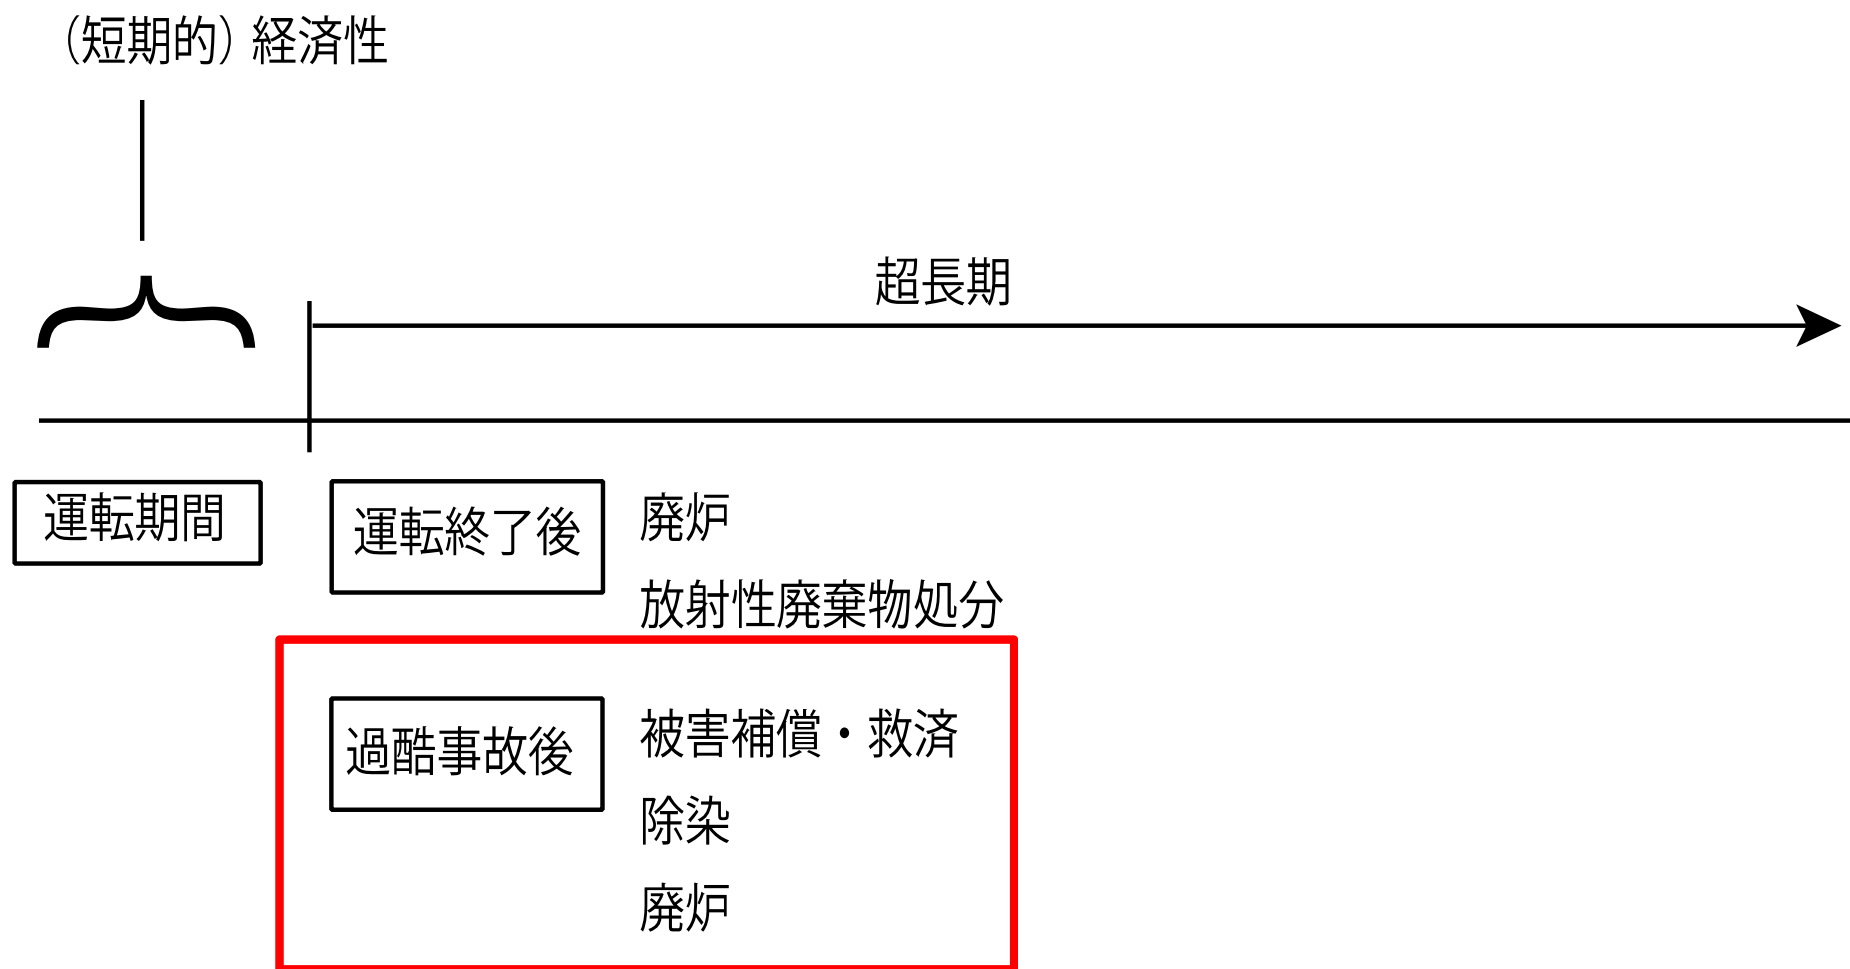 （短期的）経済性
超長期
運転期間
運転終了後
廃炉
放射性廃棄物処分
過酷事故後
被害補償・救済
除染
廃炉